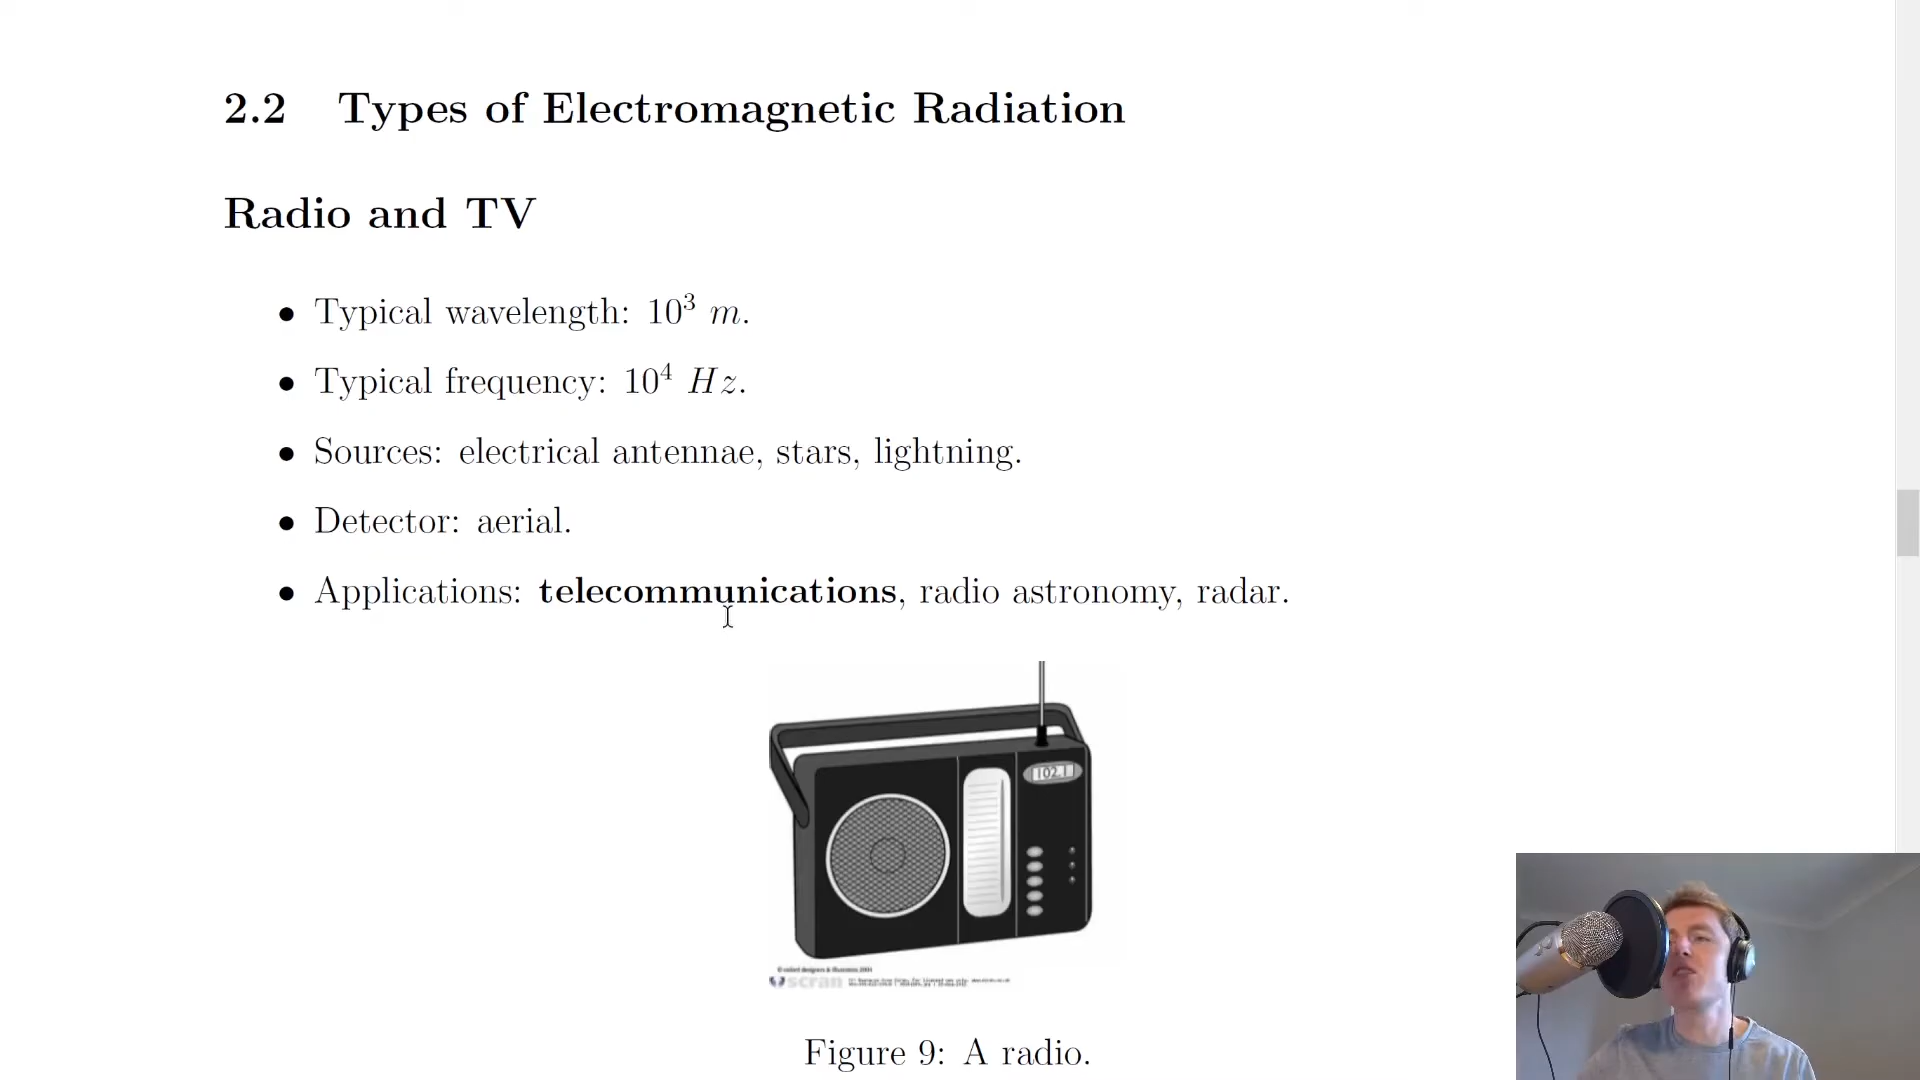 2.2 Types of Electromagnetic Radiation
Radio and TV
• Typical wavelength: 10³ m.
• Typical frequency: 10⁴ Hz.
• Sources: electrical antennae, stars, lightning.
• Detector: aerial.
• Applications: telecommunications, radio astronomy, radar.
102.1
scran
Figure 9: A radio.